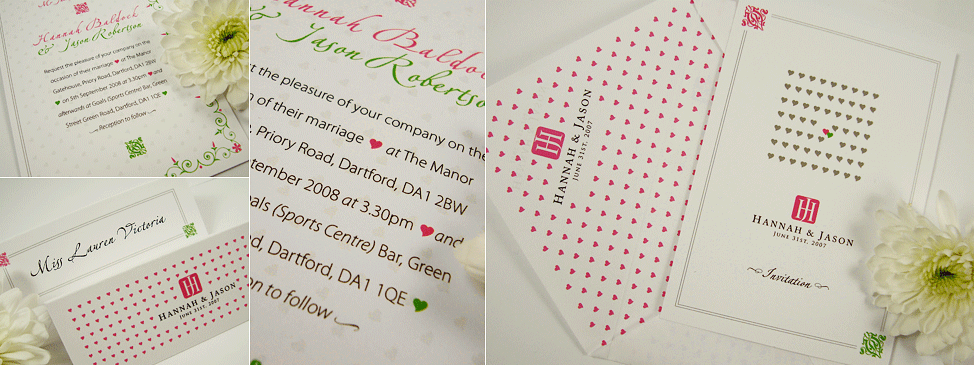 Hannah Baldock
& Jason Robertson
Request the pleasure of your company on the
occasion of their marriage at The Manor
Gatehouse, Priory Road, Dartford, DA1 2BW
on 5th September 2008 at 3.30pm and
afterwards at Goals (Sports Centre) Bar, Green
Street Green Road, Dartford, DA1 1QE
Reception to follow
Miss Lauren Victoria
HANNAH & JASON
JUNE 31ST, 2007
Hannah Baldock
Jason Robertso
t the pleasure of your company on the
n of their marriage at The Manor
, Priory Road, Dartford, DA1 2BW
tember 2008 at 3.30pm and
als (Sports Centre) Bar, Green
d, Dartford, DA1 1QE
on to follow
HANNAH & JASON
JUNE 31ST, 2007
HANNAH & JASON
JUNE 31ST, 2007
Invitation